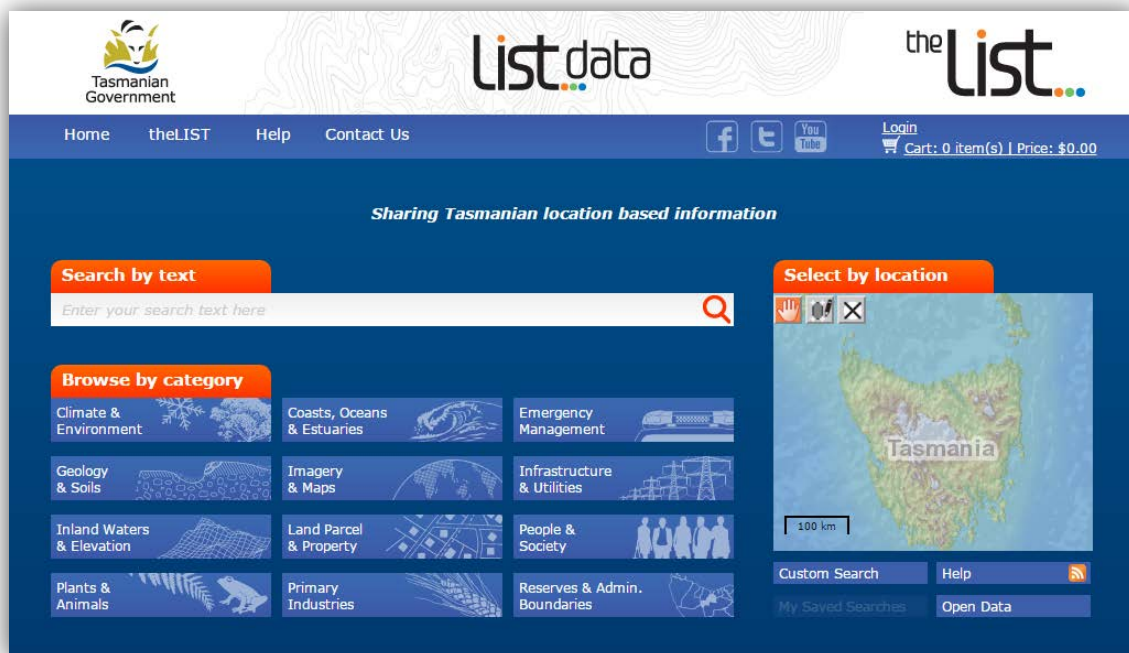 Tasmanian
Government
List data
the List
Home theLIST Help Contact Us
You
Tube
Login
Cart: 0 item(s) | Price: $0.00
Sharing Tasmanian location based information
Search by text
Enter your search text here
Select by location
Tasmania
100 km
Browse by category
Climate &
Environment
Coasts, Oceans
& Estuaries
Emergency
Management
Geology
& Soils
Imagery
& Maps
Infrastructure
& Utilities
Inland Waters
& Elevation
Land Parcel
& Property
People &
Society
Plants &
Animals
Primary
Industries
Reserves & Admin.
Boundaries
Custom Search
Help
My Saved Searches
Open Data